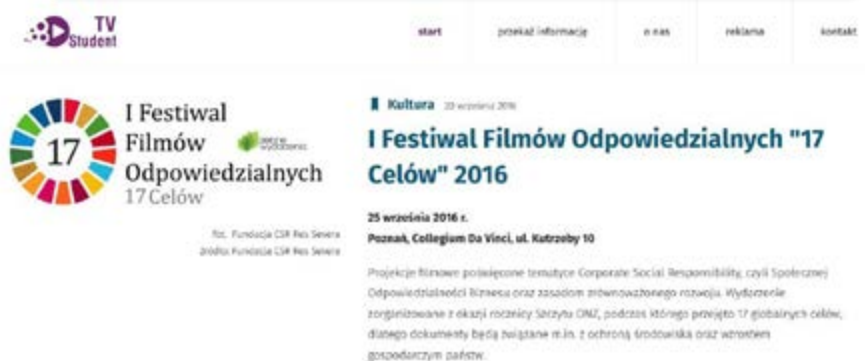 TV
Student
start
przekaż informację
o nas
reklama
kontakt
17
I Festiwal
Filmów
Odpowiedzialnych
17 Celów
fot. Fundacja CSR Res Severa
źródło: Fundacja CSR Res Severa
Kultura 20 września 2016
I Festiwal Filmów Odpowiedzialnych "17
Celów" 2016
25 września 2016 r.
Poznań, Collegium Da Vinci, ul. Kutrzeby 10
Projekcje filmowe poświęcone tematyce Corporate Social Responsibility, czyli Społecznej
Odpowiedzialności Biznesu oraz zasadom zrównoważonego rozwoju. Wydarzenie
zorganizowane z okazji rocznicy Szczytu ONZ, podczas którego przyjęto 17 globalnych celów,
dlatego dokumenty będą związane m.in. z ochroną środowiska oraz wzrostem
gospodarczym państw.